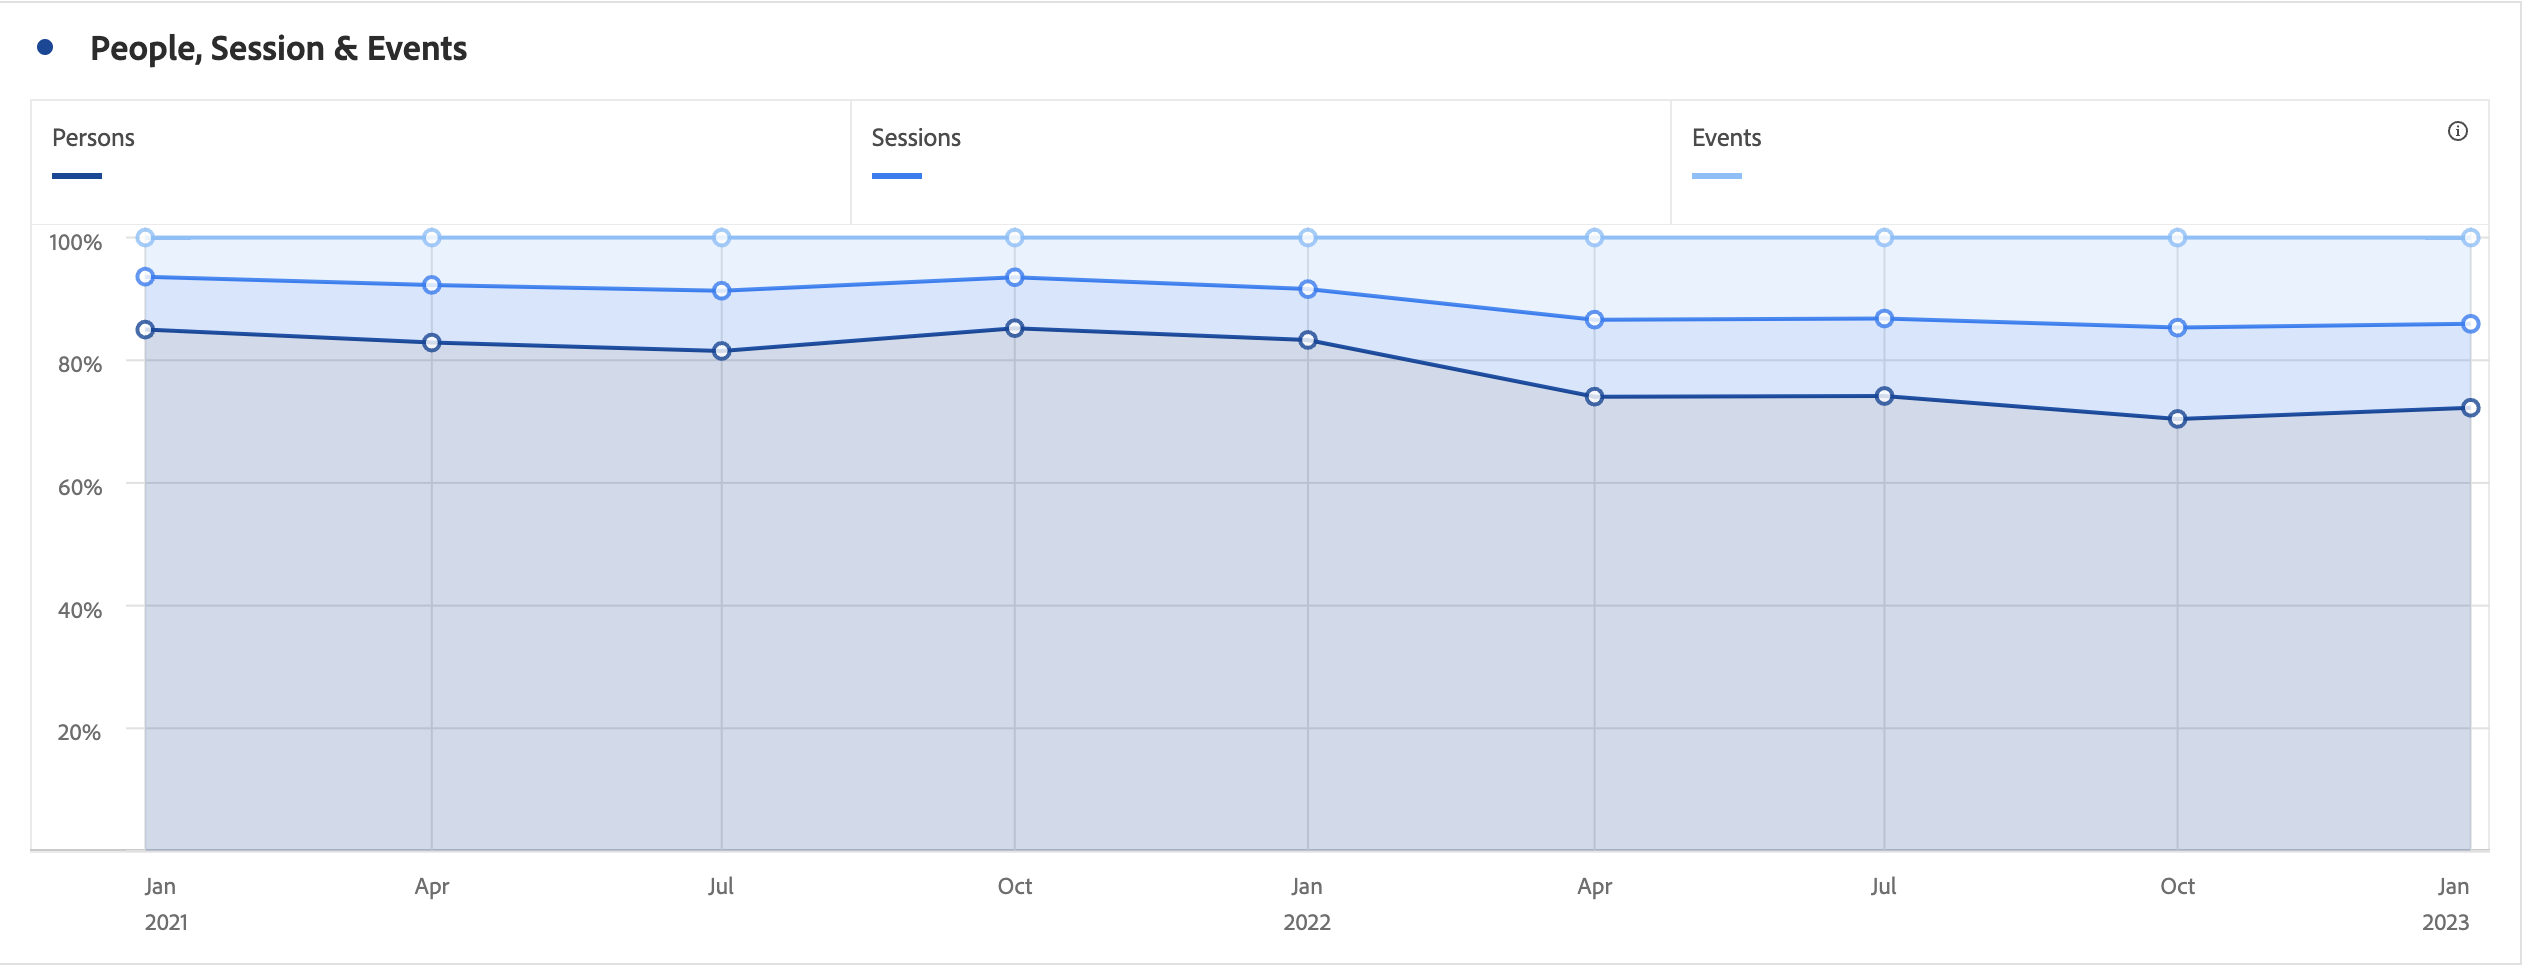 People, Session & Events
Persons
Sessions
Events
100%
80%
60%
40%
20%
Jan Apr Jul Oct Jan Apr Jul Oct Jan
2021 2022 2023